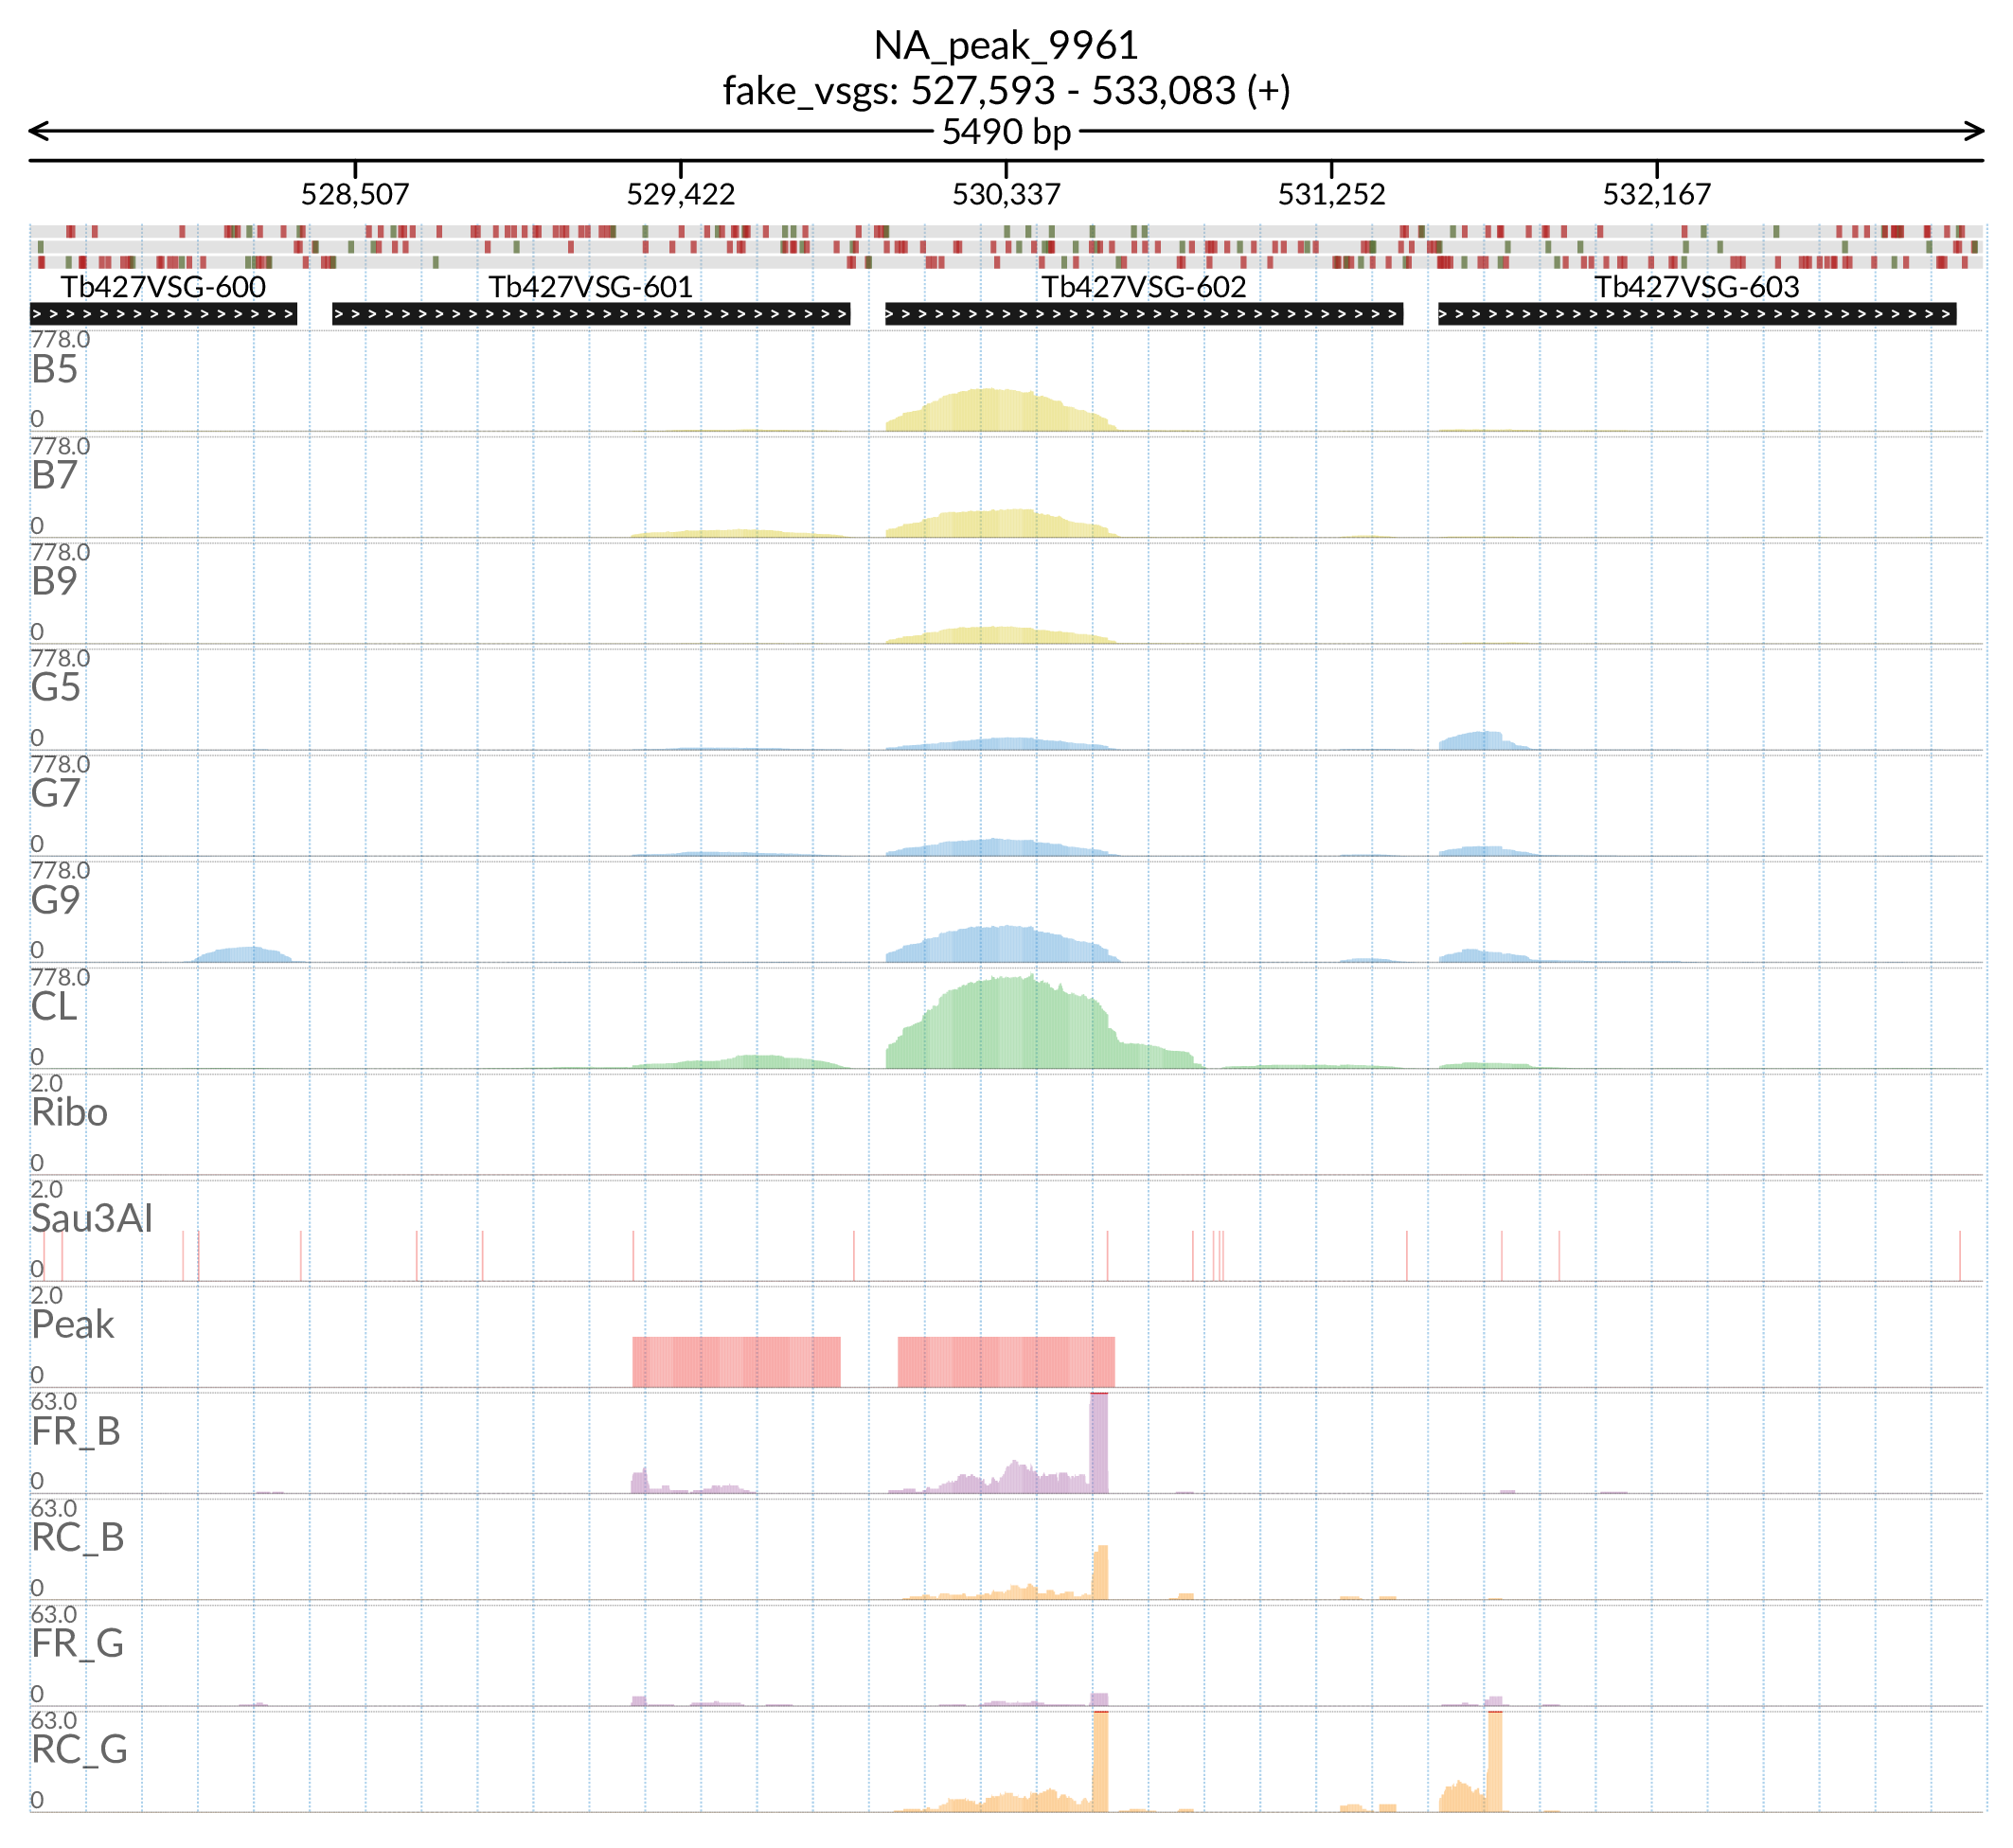 NA_peak_9961
fake_vsgs: 527,593 - 533,083 (+)
5490 bp
528,507 529,422 530,337 531,252 532,167
Tb427VSG-600 Tb427VSG-601 Tb427VSG-602 Tb427VSG-603
778.0
B5
0
778.0
B7
0
778.0
B9
0
778.0
G5
0
778.0
G7
0
778.0
G9
0
778.0
CL
0
2.0
Ribo
0
2.0
Sau3AI
0
2.0
Peak
0
63.0
FR_B
0
63.0
RC_B
0
63.0
FR_G
0
63.0
RC_G
0